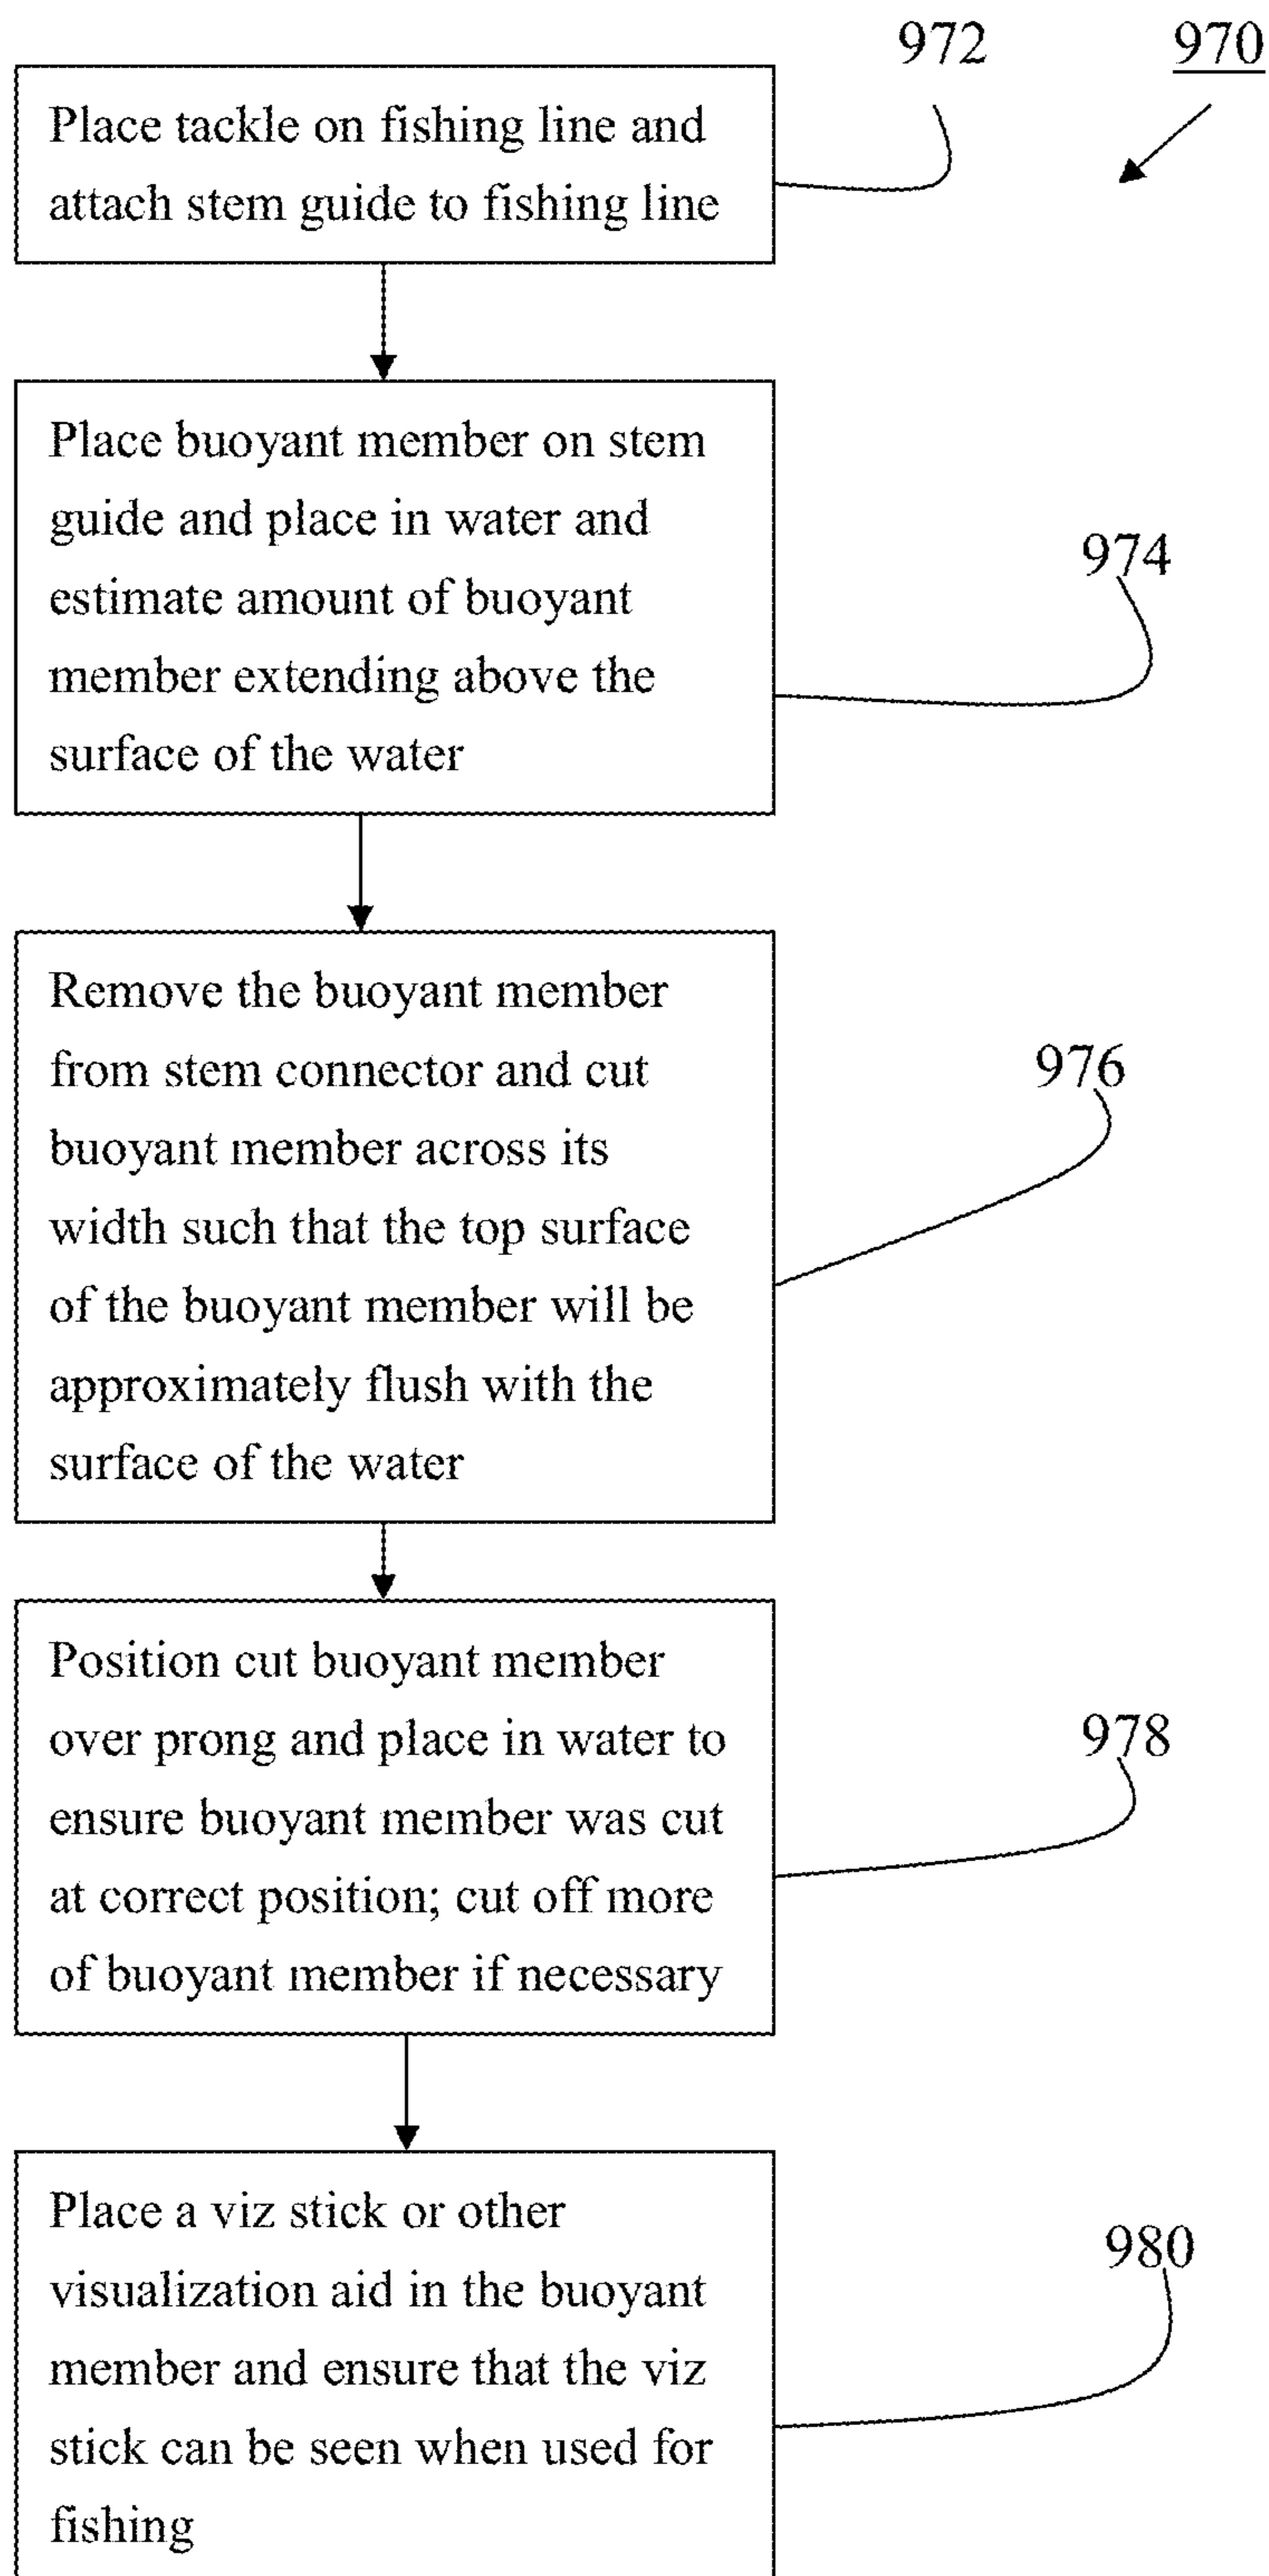 972
970
Place tackle on fishing line and
attach stem guide to fishing line
Place buoyant member on stem
guide and place in water and
estimate amount of buoyant
member extending above the
surface of the water
974
Remove the buoyant member
from stem connector and cut
buoyant member across its
width such that the top surface
of the buoyant member will be
approximately flush with the
surface of the water
976
Position cut buoyant member
over prong and place in water to
ensure buoyant member was cut
at correct position; cut off more
of buoyant member if necessary
978
Place a viz stick or other
visualization aid in the buoyant
member and ensure that the viz
stick can be seen when used for
fishing
980